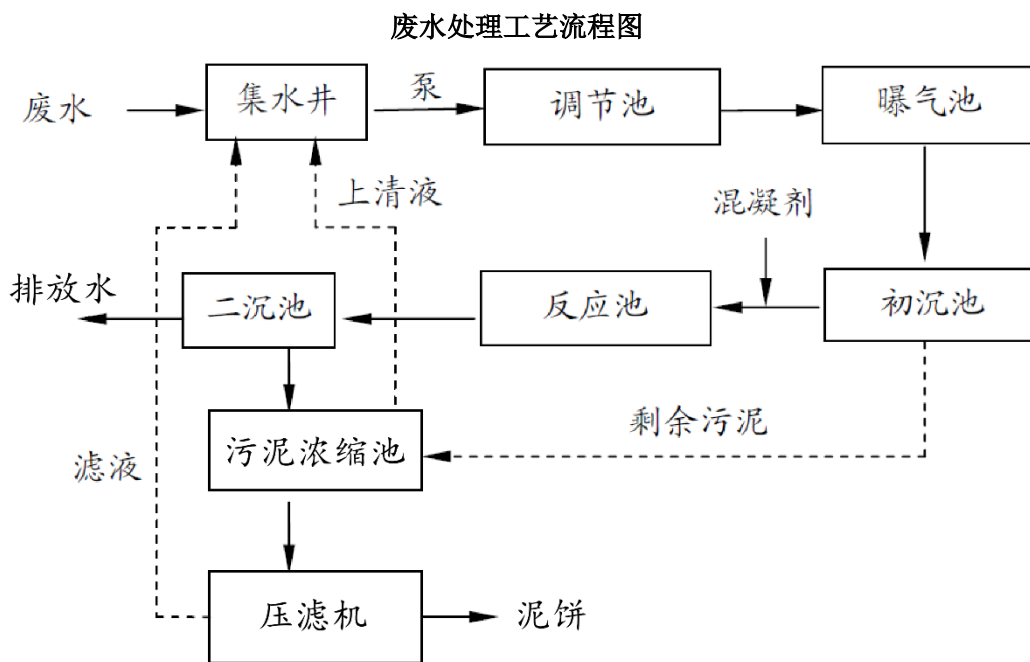 废水处理工艺流程图
废水
集水井
泵
调节池
曝气池
上清液
混凝剂
排放水
二沉池
反应池
初沉池
剩余污泥
污泥浓缩池
滤液
压滤机
泥饼